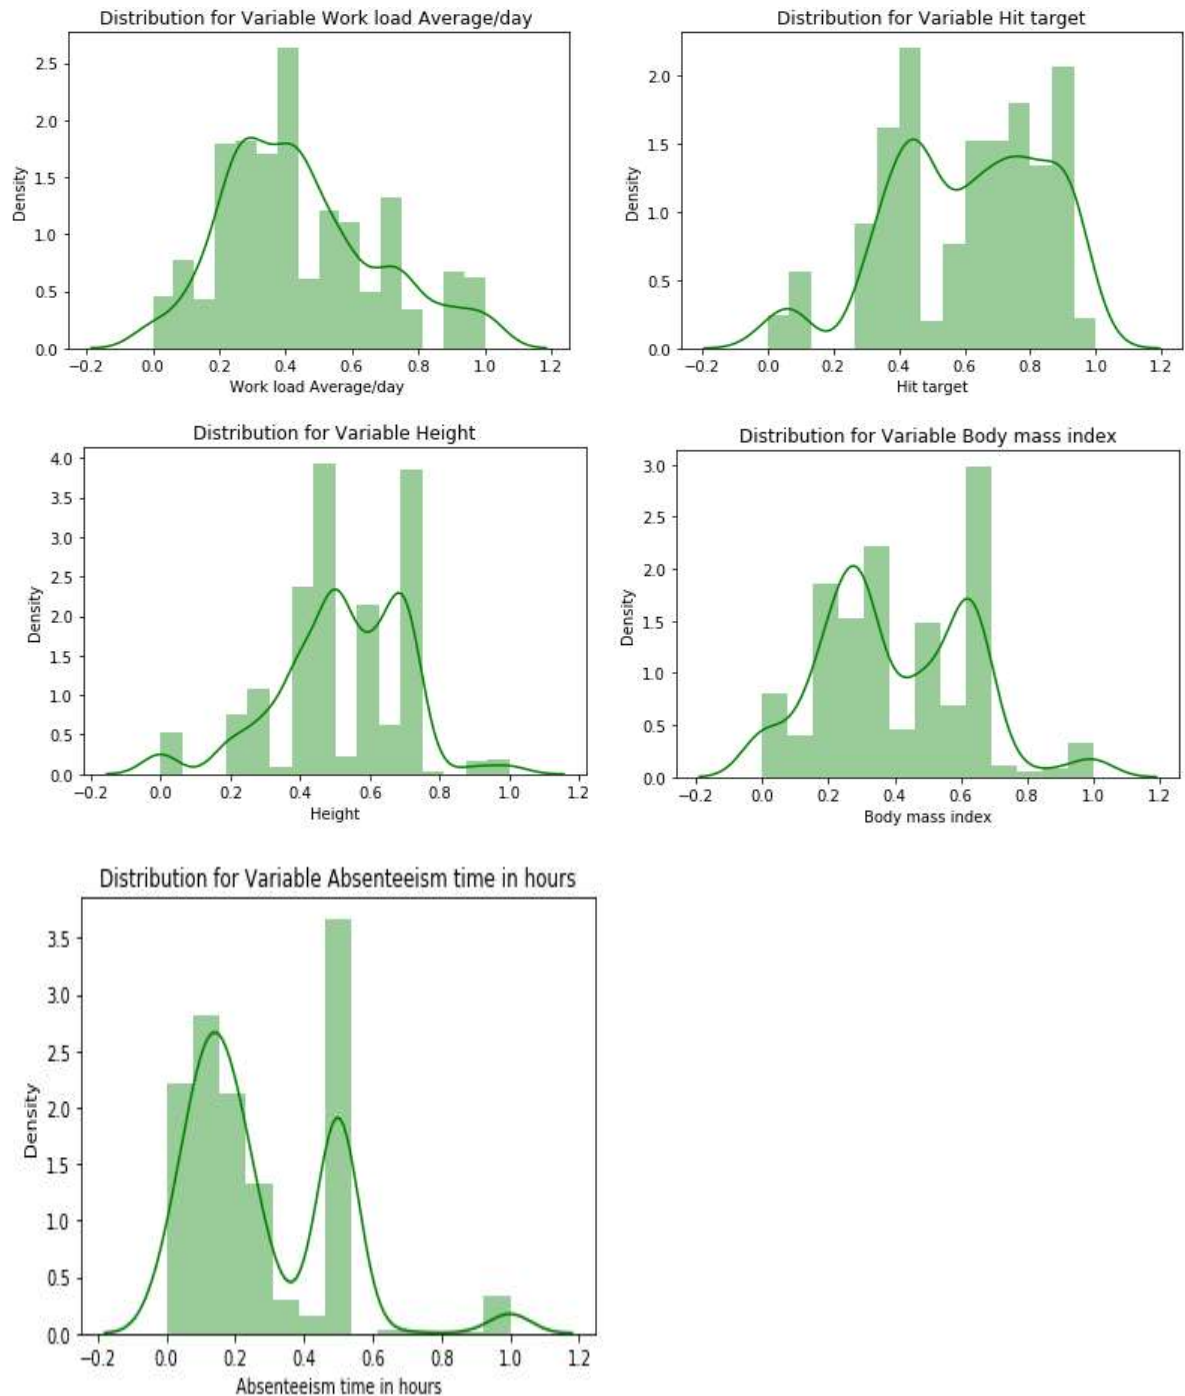 Distribution for Variable Work load Average/day
Density
2.5
2.0
1.5
1.0
0.5
0.0
−0.2 0.0 0.2 0.4 0.6 0.8 1.0 1.2
Work load Average/day
Distribution for Variable Hit target
Density
2.0
1.5
1.0
0.5
0.0
−0.2 0.0 0.2 0.4 0.6 0.8 1.0 1.2
Hit target
Distribution for Variable Height
Density
4.0
3.5
3.0
2.5
2.0
1.5
1.0
0.5
0.0
−0.2 0.0 0.2 0.4 0.6 0.8 1.0 1.2
Height
Distribution for Variable Body mass index
Density
3.0
2.5
2.0
1.5
1.0
0.5
0.0
−0.2 0.0 0.2 0.4 0.6 0.8 1.0 1.2
Body mass index
Distribution for Variable Absenteeism time in hours
Density
3.5
3.0
2.5
2.0
1.5
1.0
0.5
0.0
−0.2 0.0 0.2 0.4 0.6 0.8 1.0 1.2
Absenteeism time in hours